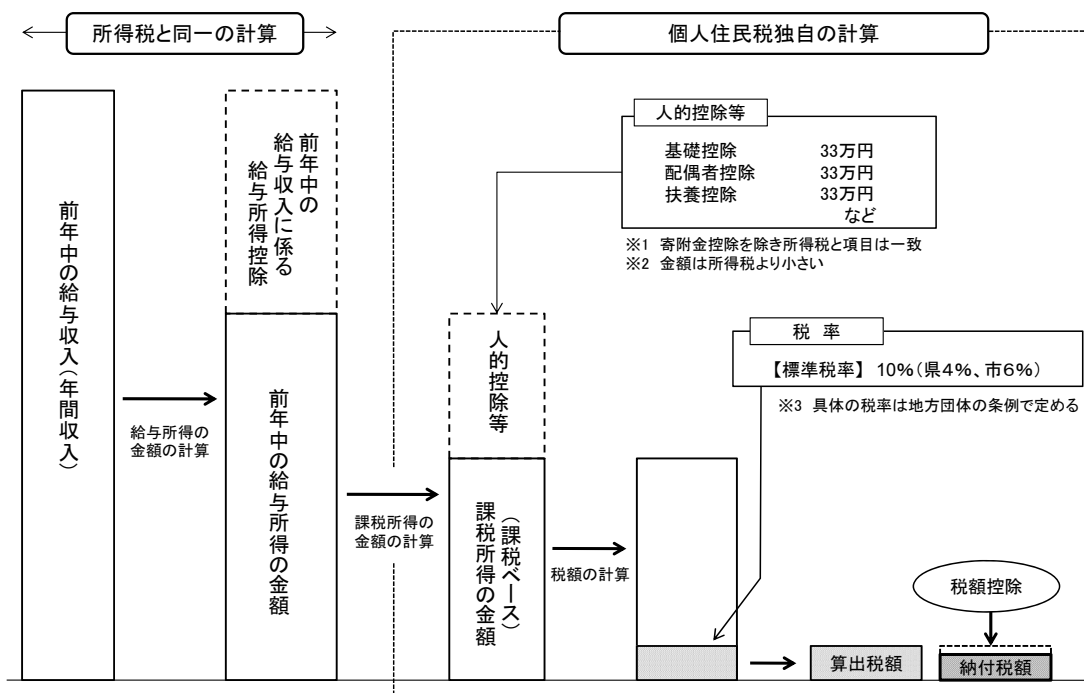 所得税と同一の計算
個人住民税独自の計算
前年中の給与収入(年間収入)
給与所得の
金額の計算
前年中の
給与収入に係る
給与所得控除
前年中の給与所得の金額
課税所得の
金額の計算
人的控除等
基礎控除 33万円
配偶者控除 33万円
扶養控除 33万円
など
※1 寄附金控除を除き所得税と項目は一致
※2 金額は所得税より小さい
人的控除等
(課税ベース)
課税所得の金額
税額の計算
税 率
【標準税率】 10%(県4%、市6%)
※3 具体の税率は地方団体の条例で定める
算出税額
税額控除
納付税額